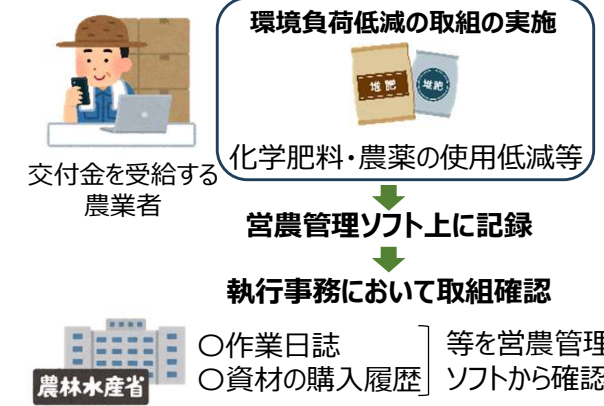 環境負荷低減の取組の実施
堆肥
堆肥
化学肥料・農薬の使用低減等
交付金を受給する
農業者
営農管理ソフト上に記録
執行事務において取組確認
〇作業日誌
〇資材の購入履歴
等を営農管理
ソフトから確認
農林水産省